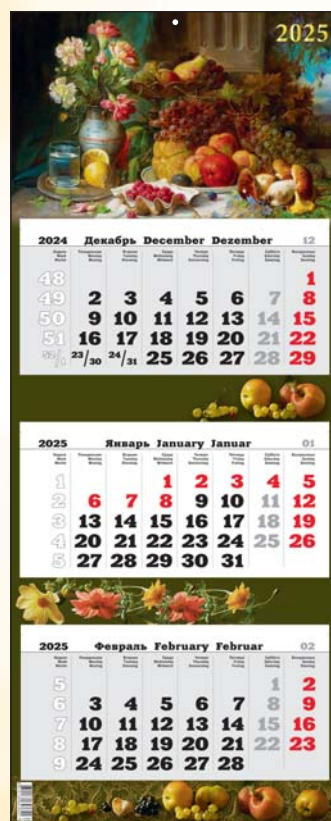 2025
2024 Декабрь December Dezember 12
48 1
49 2 3 4 5 6 7 8
50 9 10 11 12 13 14 15
51 16 17 18 19 20 21 22
52/1 23/30 24/31 25 26 27 28 29
2025 Январь January Januar 01
1 1 2 3 4 5
2 6 7 8 9 10 11 12
3 13 14 15 16 17 18 19
4 20 21 22 23 24 25 26
5 27 28 29 30 31
2025 Февраль February Februar 02
5 1 2
6 3 4 5 6 7 8 9
7 10 11 12 13 14 15 16
8 17 18 19 20 21 22 23
9 24 25 26 27 28